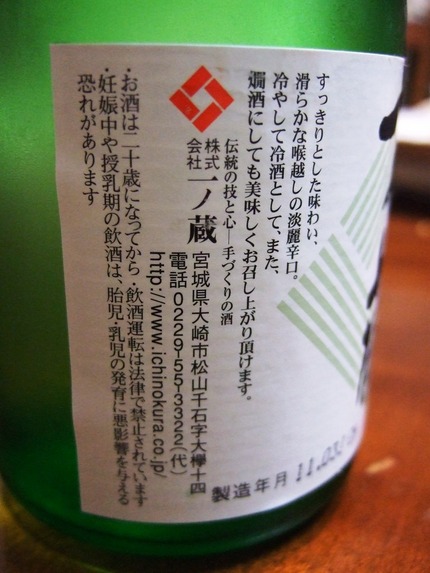 すっきりとした味わい、
滑らかな喉越しの淡麗辛口。
冷やして冷酒として、また、
燗酒にしても美味しくお召し上がり頂けます。
伝統の技と心―手づくりの酒
株式会社一ノ蔵
宮城県大崎市松山千石字大欅十四
電話0229-55-3322(代)
http://www.ichinokura.co.jp/
・お酒は二十歳になってから・飲酒運転は法律で禁止されています
・妊娠中や授乳期の飲酒は、胎児・乳児の発育に悪影響を与える
恐れがあります
製造年月 11.03.